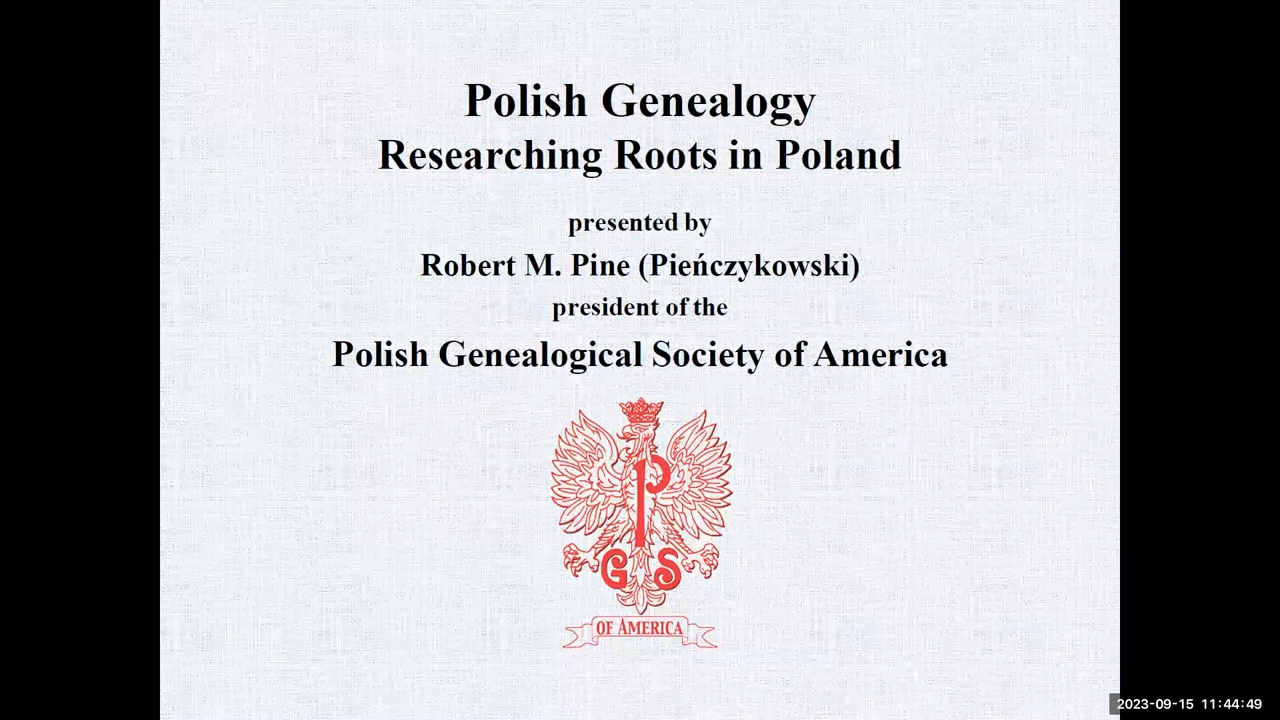 Polish Genealogy
Researching Roots in Poland
presented by
Robert M. Pine (Pieńczykowski)
president of the
Polish Genealogical Society of America
P
G S
OF AMERICA
2023-09-15 11:44:49